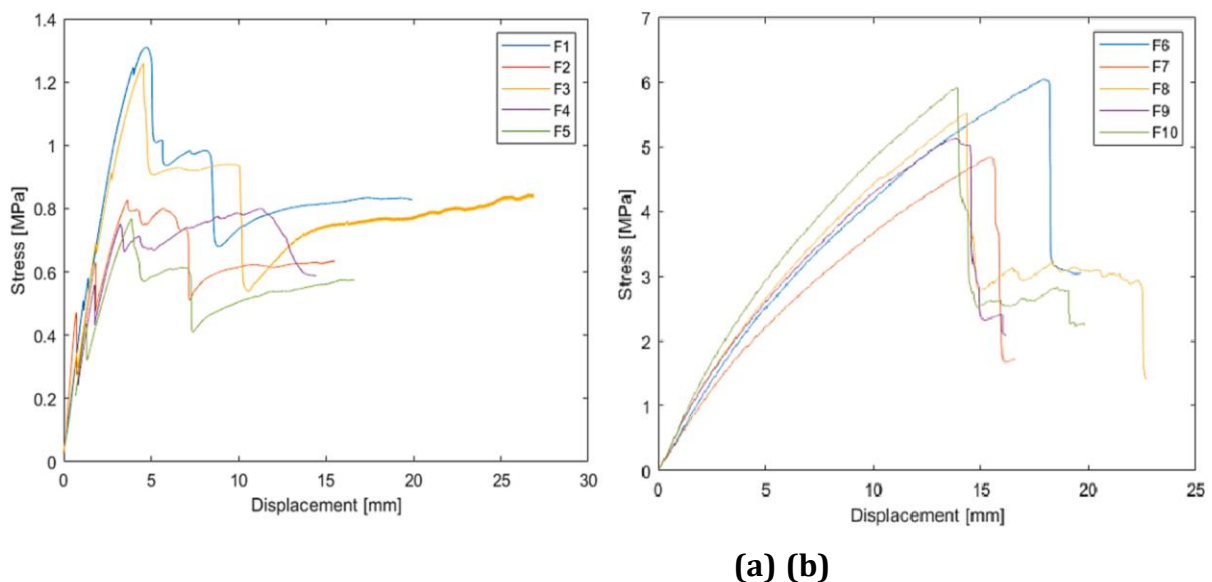 1.4
1.2
1
0.8
0.6
0.4
0.2
0
Stress [MPa]
0 5 10 15 20 25 30
Displacement [mm]
F1
F2
F3
F4
F5
7
6
5
4
3
2
1
0
Stress [MPa]
0 5 10 15 20 25
Displacement [mm]
F6
F7
F8
F9
F10
(a) (b)